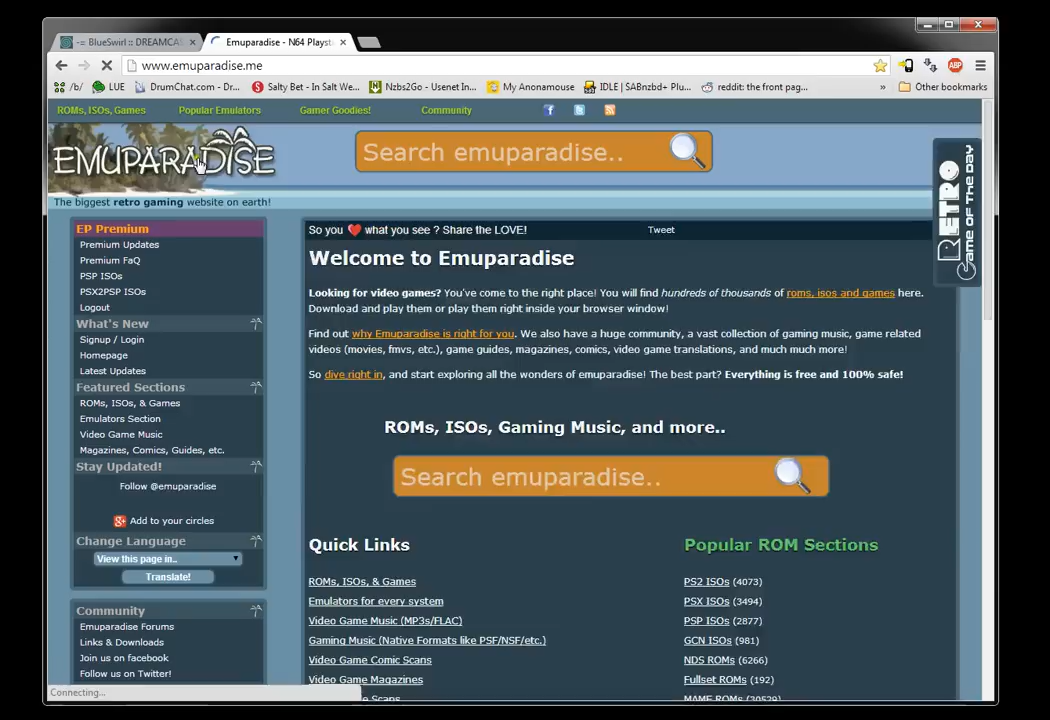 -= BlueSwirl :: DREAMCAS
Emuparadise - N64 Playst
www.emuparadise.me
/b/
LUE
DrumChat.com - Dr...
Salty Bet - In Salt We...
Nzbs2Go - Usenet In...
My Anonamouse
IDLE | SABnzbd+ Plu...
reddit: the front pag...
»
Other bookmarks
ABP
ROMs, ISOs, Games
Popular Emulators
Gamer Goodies!
Community
EMUPARADISE
Search emuparadise..
The biggest retro gaming website on earth!
RETRO
GAME OF THE DAY
EP Premium
Premium Updates
Premium FaQ
PSP ISOs
PSX2PSP ISOs
Logout
What's New
Signup / Login
Homepage
Latest Updates
Featured Sections
ROMs, ISOs, & Games
Emulators Section
Video Game Music
Magazines, Comics, Guides, etc.
Stay Updated!
Follow @emuparadise
Add to your circles
Change Language
View this page in..
Translate!
Community
Emuparadise Forums
Links & Downloads
Join us on facebook
Follow us on Twitter!
So you ❤ what you see ? Share the LOVE!
Tweet
Welcome to Emuparadise
Looking for video games? You've come to the right place! You will find hundreds of thousands of roms, isos and games here.
Download and play them or play them right inside your browser window!
Find out why Emuparadise is right for you. We also have a huge community, a vast collection of gaming music, game related
videos (movies, fmvs, etc.), game guides, magazines, comics, video game translations, and much much more!
So dive right in, and start exploring all the wonders of emuparadise! The best part? Everything is free and 100% safe!
ROMs, ISOs, Gaming Music, and more..
Search emuparadise..
Quick Links
ROMs, ISOs, & Games
Emulators for every system
Video Game Music (MP3s/FLAC)
Gaming Music (Native Formats like PSF/NSF/etc.)
Video Game Comic Scans
Video Game Magazines
Popular ROM Sections
PS2 ISOs (4073)
PSX ISOs (3494)
PSP ISOs (2877)
GCN ISOs (981)
NDS ROMs (6266)
Fullset ROMs (192)
MAME ROMs (30529)
Connecting...